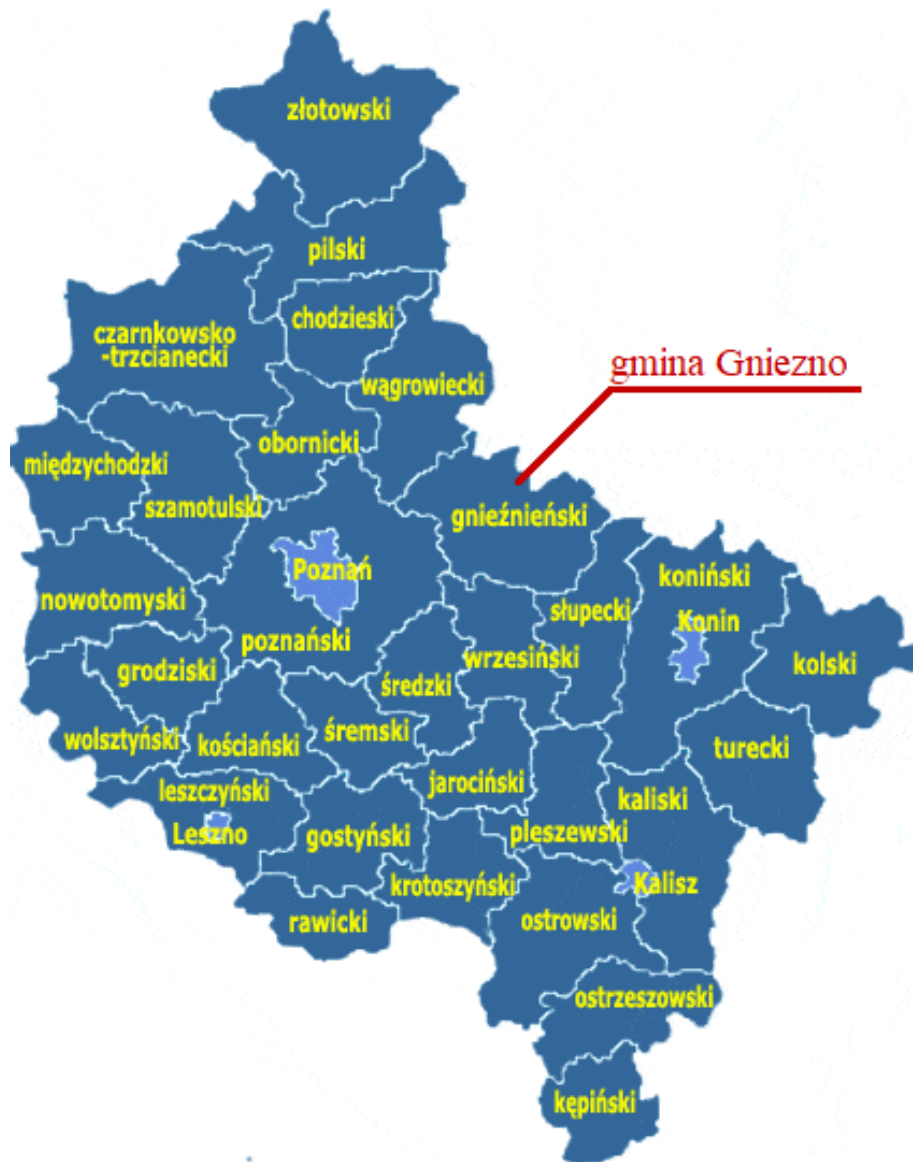 złotowski
pilski
chodzieski
czarnkowsko
-trzcianecki
gmina Gniezno
wągrowiecki
obornicki
międzychodzki
szamotulski
gnieźnieński
Poznań
koniński
nowotomyski
słupecki
Konin
poznański
wrzesiński
grodziski
kolski
średzki
wolsztyński
kościański
śremski
turecki
jarociński
leszczyński
kaliski
Leszno
gostyński
pleszewski
krotoszyński
Kalisz
rawicki
ostrowski
ostrzeszowski
kępiński